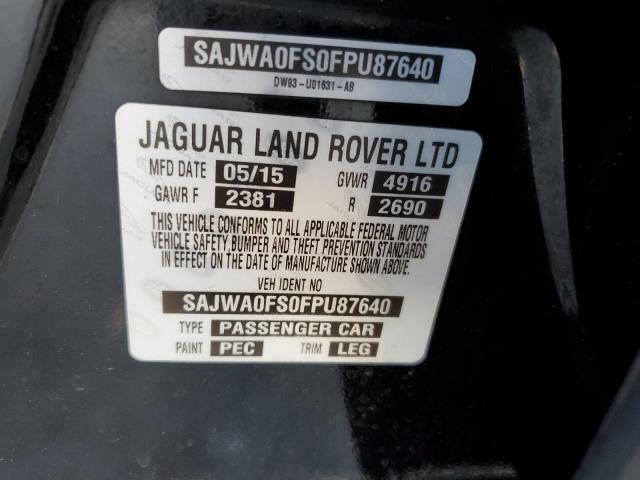 SAJWA0FS0FPU87640
DW93-U01631-AB
JAGUAR LAND ROVER LTD
MFD DATE 05/15 GVWR 4916
GAWR F 2381 R 2690
THIS VEHICLE CONFORMS TO ALL APPLICABLE FEDERAL MOTOR
VEHICLE SAFETY BUMPER AND THEFT PREVENTION STANDARDS
IN EFFECT ON THE DATE OF MANUFACTURE SHOWN ABOVE.
VEH IDENT NO
SAJWA0FS0FPU87640
TYPE PASSENGER CAR
PAINT PEC TRIM LEG